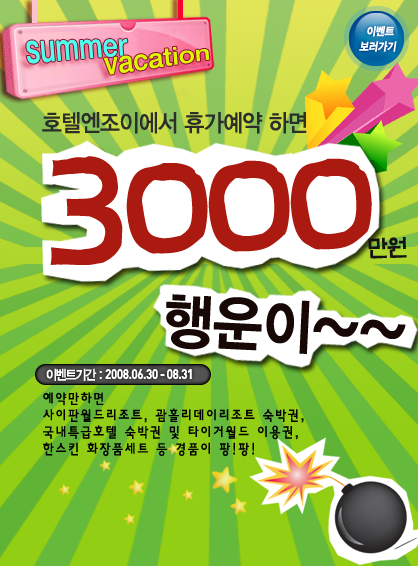 summer
vacation
이벤트
보러가기
호텔엔조이에서 휴가예약 하면
3000
만원
행운이~~
이벤트기간 : 2008.06.30 - 08.31
예약만하면
사이판월드리조트, 괌홀리데이리조트 숙박권,
국내특급호텔 숙박권 및 타이거월드 이용권,
한스킨 화장품세트 등 경품이 팡!팡!